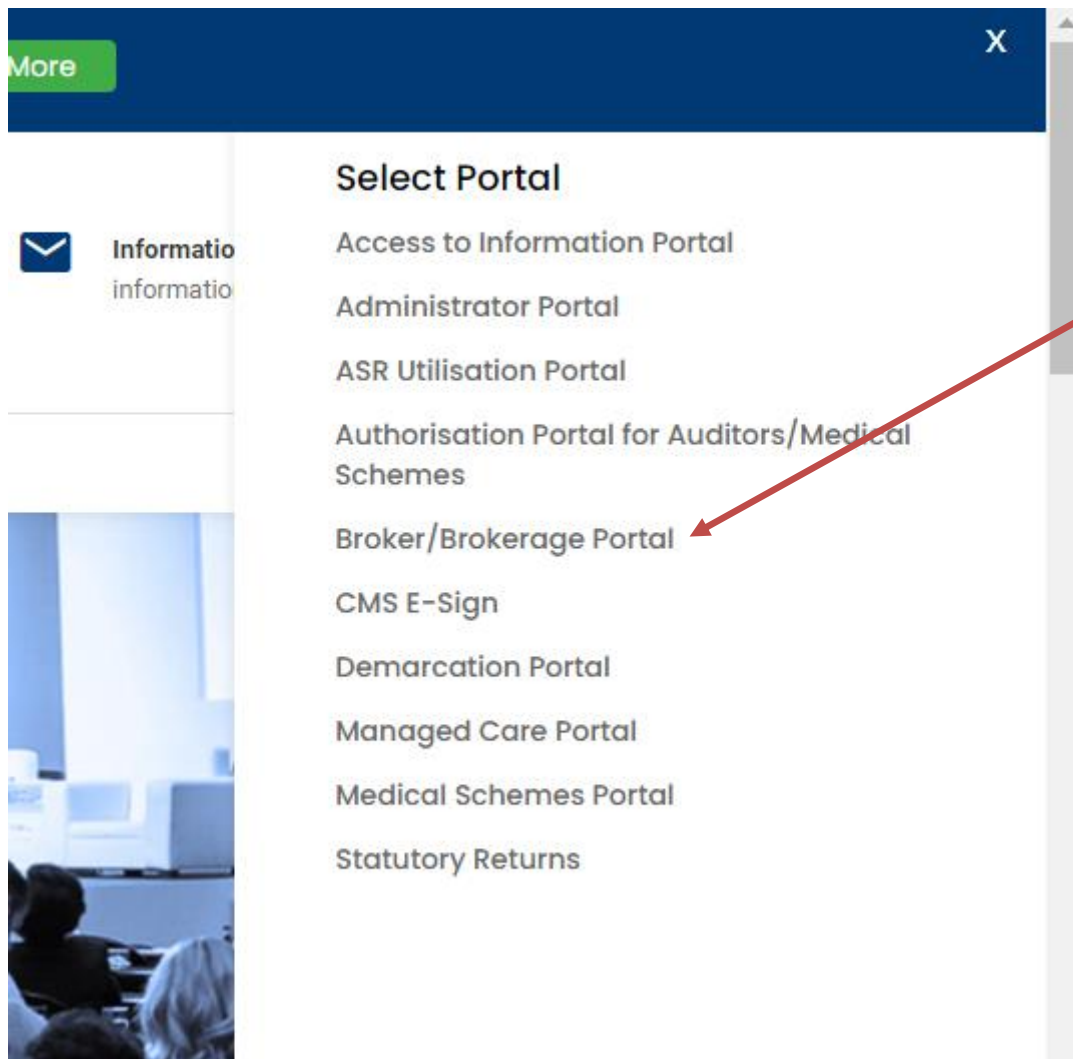 More
X
Select Portal
Informatio
informatio
Access to Information Portal
Administrator Portal
ASR Utilisation Portal
Authorisation Portal for Auditors/Medical
Schemes
Broker/Brokerage Portal
CMS E-Sign
Demarcation Portal
Managed Care Portal
Medical Schemes Portal
Statutory Returns